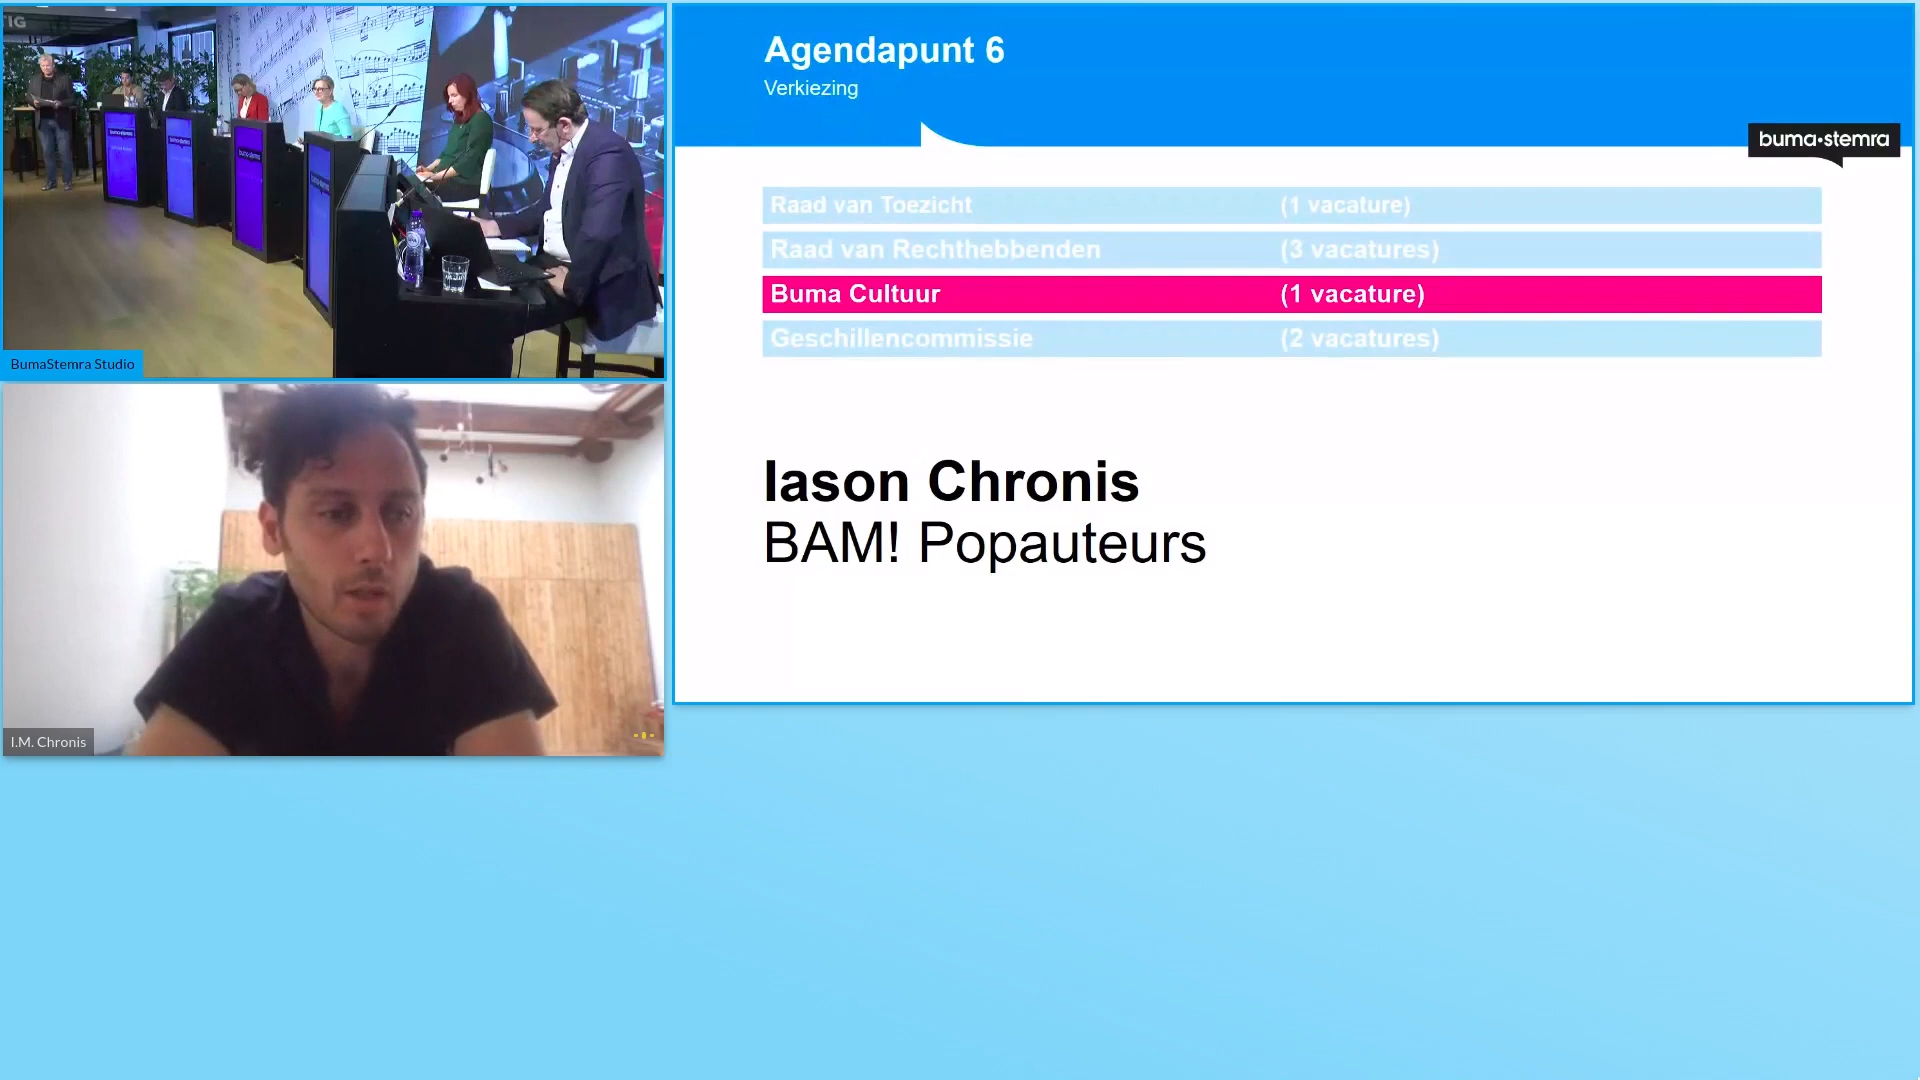 TIG
BumaStemra Studio
I.M. Chronis
Agendapunt 6
Verkiezing
buma•stemra
Raad van Toezicht (1 vacature)
Raad van Rechthebbenden (3 vacatures)
Buma Cultuur (1 vacature)
Geschillencommissie (2 vacatures)
Iason Chronis
BAM! Popauteurs